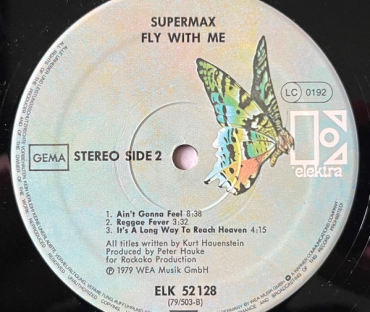 SUPERMAX
FLY WITH ME
LC 0192
GEMA
STEREO SIDE 2
elektra
1. Ain't Gonna Feel 8:38
2. Reggae Fever 3:32
3. It's A Long Way To Reach Heaven 4:15
All titles written by Kurt Hauenstein
Produced by Peter Hauke
for Rockoko Production
℗ 1979 WEA Musik GmbH
ELK 52128
(79/503-B)